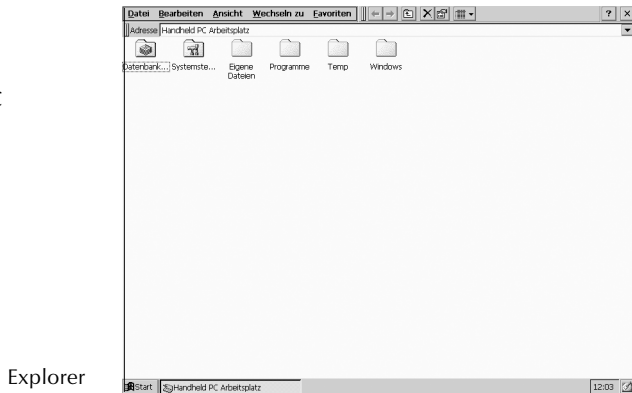 Datei Bearbeiten Ansicht Wechseln zu Favoriten ? ×
Adresse Handheld PC Arbeitsplatz
Datenbank... Systemste... Eigene Dateien Programme Temp Windows
Explorer
Start Handheld PC Arbeitsplatz 12:03